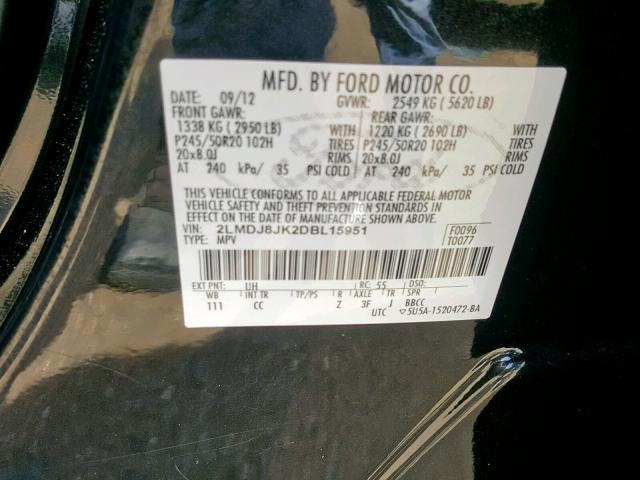 MFD. BY FORD MOTOR CO.
DATE: 09/12 GVWR: 2549 KG ( 5620 LB)
FRONT GAWR: REAR GAWR:
1338 KG ( 2950 LB) WITH 1220 KG ( 2690 LB) WITH
P245/50R20 102H TIRES P245/50R20 102H TIRES
20x8.0J RIMS 20x8.0J RIMS
AT 240 kPa/ 35 PSI COLD AT 240 kPa/ 35 PSI COLD
THIS VEHICLE CONFORMS TO ALL APPLICABLE FEDERAL MOTOR
VEHICLE SAFETY AND THEFT PREVENTION STANDARDS IN
EFFECT ON THE DATE OF MANUFACTURE SHOWN ABOVE.
VIN: 2LMDJ8JK2DBL15951 F0096
TYPE: MPV T0077
EXT PNT: UH RC: 55 DSO:
WB INT TR TP/PS R AXLE TR SPR
111 CC Z 3F J BBCC
UTC 5U5A-1520472-BA